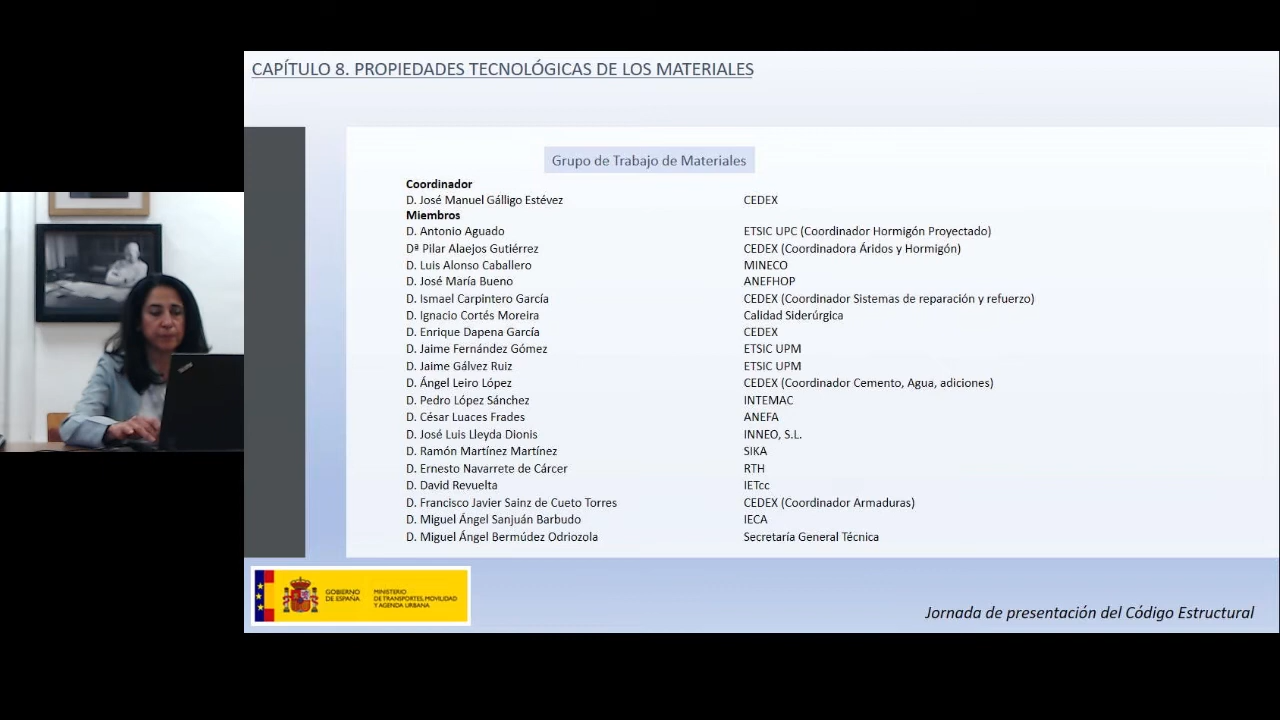 CAPÍTULO 8. PROPIEDADES TECNOLÓGICAS DE LOS MATERIALES
Grupo de Trabajo de Materiales
Coordinador
D. José Manuel Gálligo Estévez CEDEX
Miembros
D. Antonio Aguado ETSIC UPC (Coordinador Hormigón Proyectado)
Dª Pilar Alaejos Gutiérrez CEDEX (Coordinadora Áridos y Hormigón)
D. Luis Alonso Caballero MINECO
D. José María Bueno ANEFHOP
D. Ismael Carpintero García CEDEX (Coordinador Sistemas de reparación y refuerzo)
D. Ignacio Cortés Moreira Calidad Siderúrgica
D. Enrique Dapena García CEDEX
D. Jaime Fernández Gómez ETSIC UPM
D. Jaime Gálvez Ruiz ETSIC UPM
D. Ángel Leiro López CEDEX (Coordinador Cemento, Agua, adiciones)
D. Pedro López Sánchez INTEMAC
D. César Luaces Frades ANEFA
D. José Luis Lleyda Dionis INNEO, S.L.
D. Ramón Martínez Martínez SIKA
D. Ernesto Navarrete de Cárcer RTH
D. David Revuelta IETcc
D. Francisco Javier Sainz de Cueto Torres CEDEX (Coordinador Armaduras)
D. Miguel Ángel Sanjuán Barbudo IECA
D. Miguel Ángel Bermúdez Odriozola Secretaría General Técnica
GOBIERNO
DE ESPAÑA
MINISTERIO
DE TRANSPORTES, MOVILIDAD
Y AGENDA URBANA
Jornada de presentación del Código Estructural